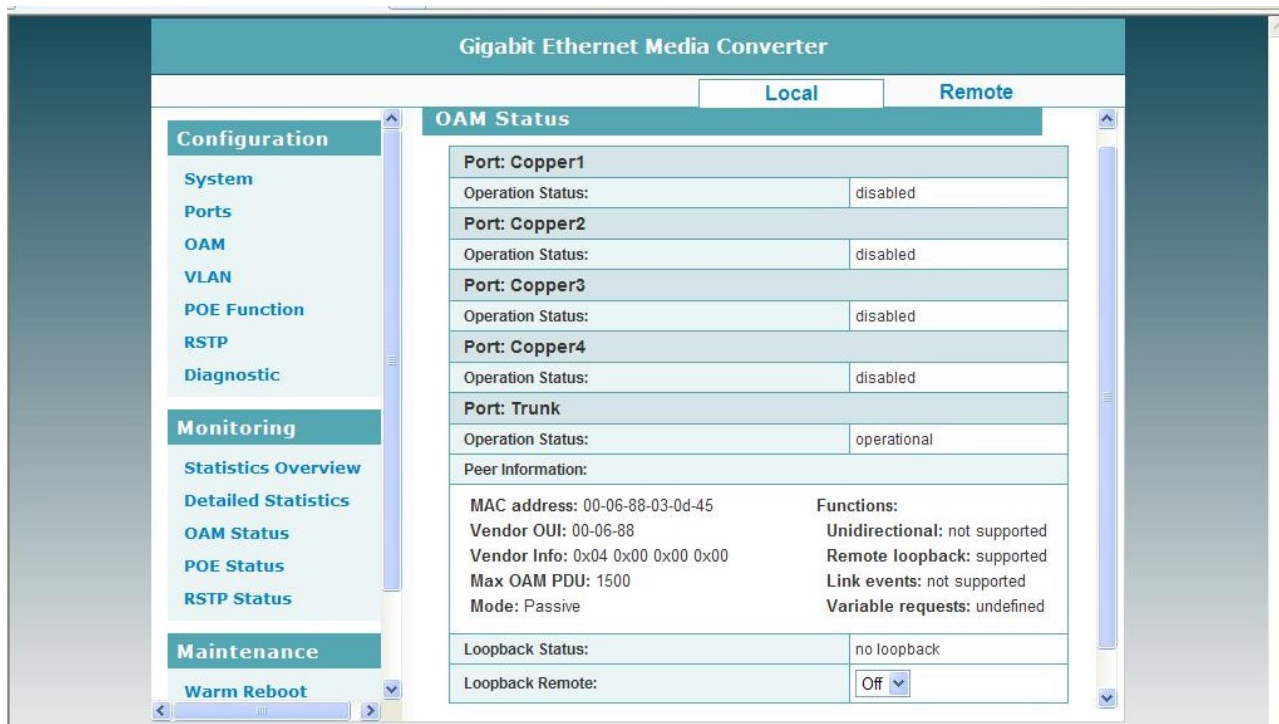 Gigabit Ethernet Media Converter
Local Remote
Configuration
System
Ports
OAM
VLAN
POE Function
RSTP
Diagnostic
Monitoring
Statistics Overview
Detailed Statistics
OAM Status
POE Status
RSTP Status
Maintenance
Warm Reboot
OAM Status
Port: Copper1
Operation Status: disabled
Port: Copper2
Operation Status: disabled
Port: Copper3
Operation Status: disabled
Port: Copper4
Operation Status: disabled
Port: Trunk
Operation Status: operational
Peer Information:
MAC address: 00-06-88-03-0d-45
Vendor OUI: 00-06-88
Vendor Info: 0x04 0x00 0x00 0x00
Max OAM PDU: 1500
Mode: Passive
Functions:
Unidirectional: not supported
Remote loopback: supported
Link events: not supported
Variable requests: undefined
Loopback Status: no loopback
Loopback Remote: Off